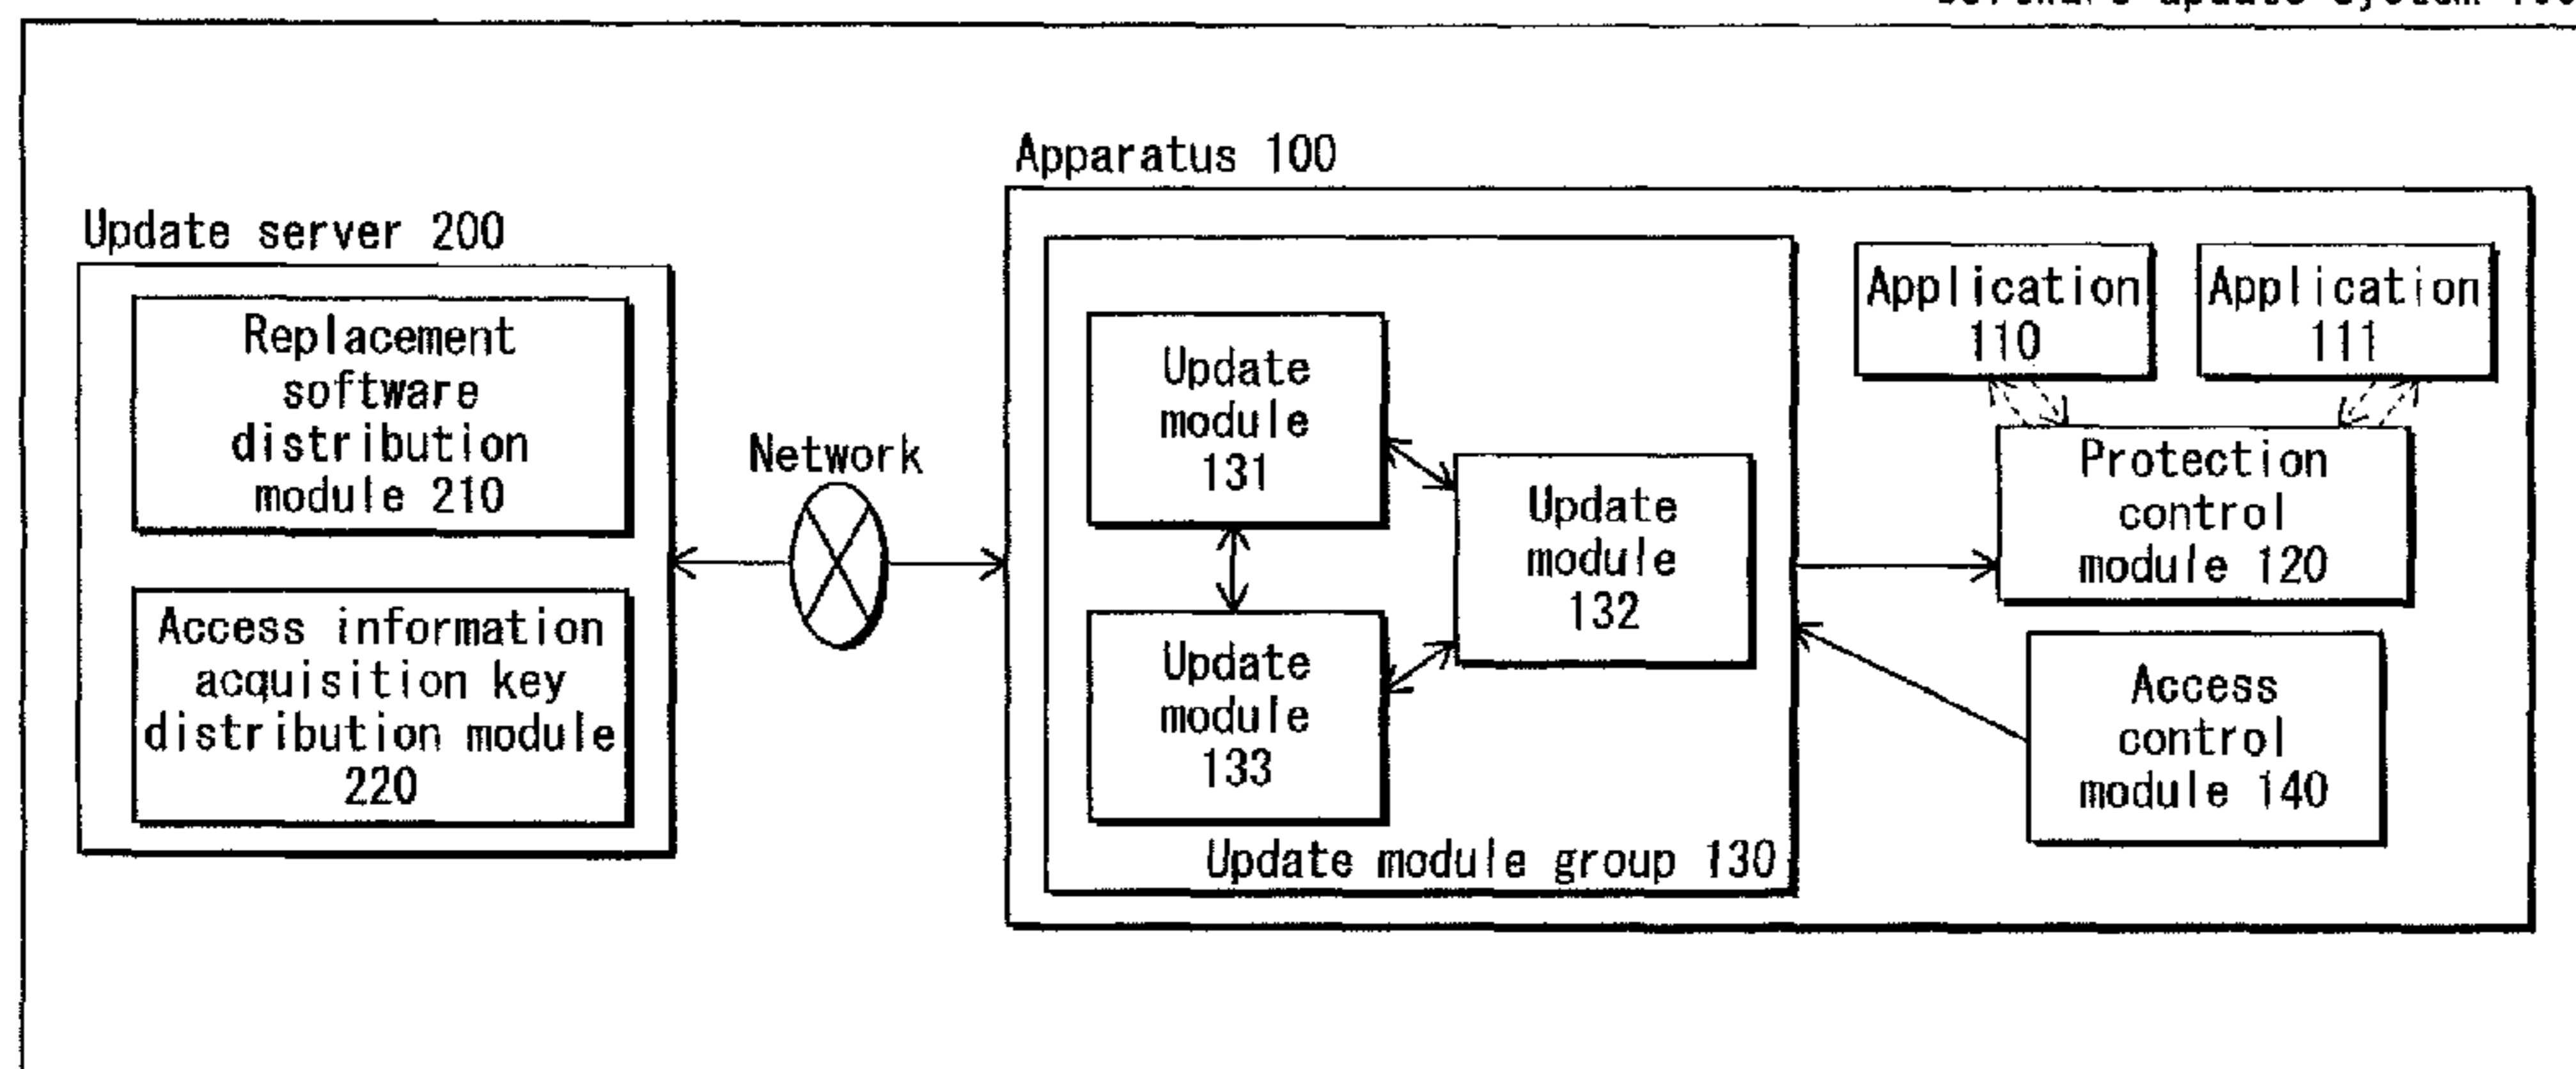 Apparatus 100
Update server 200
Replacement
software
distribution
module 210
Access information
acquisition key
distribution module
220
Network
Update
module
131
Update
module
132
Update
module
133
Update module group 130
Application
110
Application
111
Protection
control
module 120
Access
control
module 140